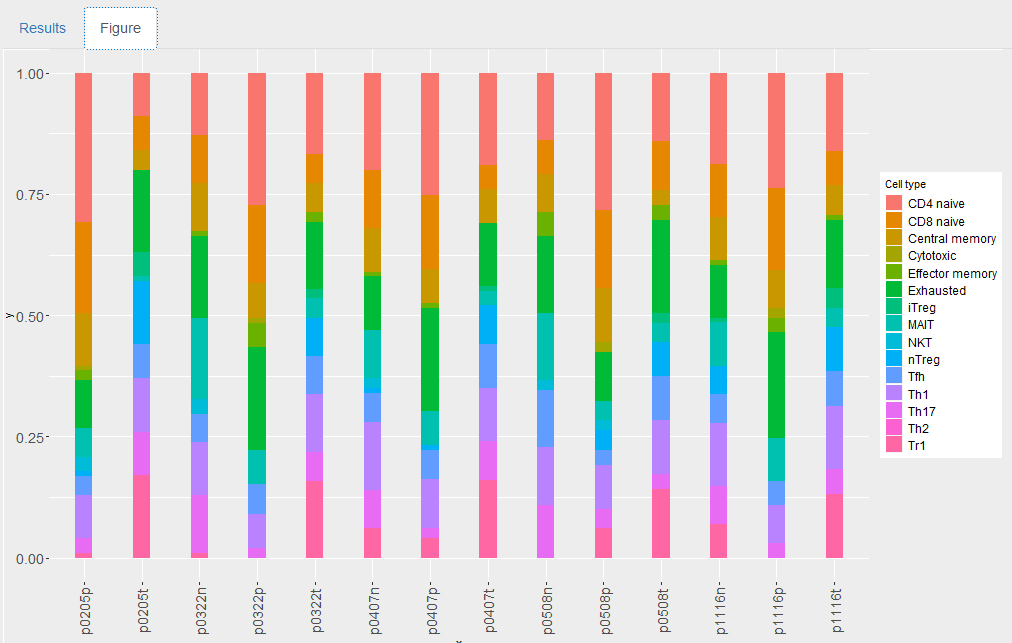 Results Figure
1.00
0.75
0.50
0.25
0.00
y
p0205p
p0205t
p0322n
p0322p
p0322t
p0407n
p0407p
p0407t
p0508n
p0508p
p0508t
p1116n
p1116p
p1116t
Cell type
CD4 naive
CD8 naive
Central memory
Cytotoxic
Effector memory
Exhausted
iTreg
MAIT
NKT
nTreg
Tfh
Th1
Th17
Th2
Tr1